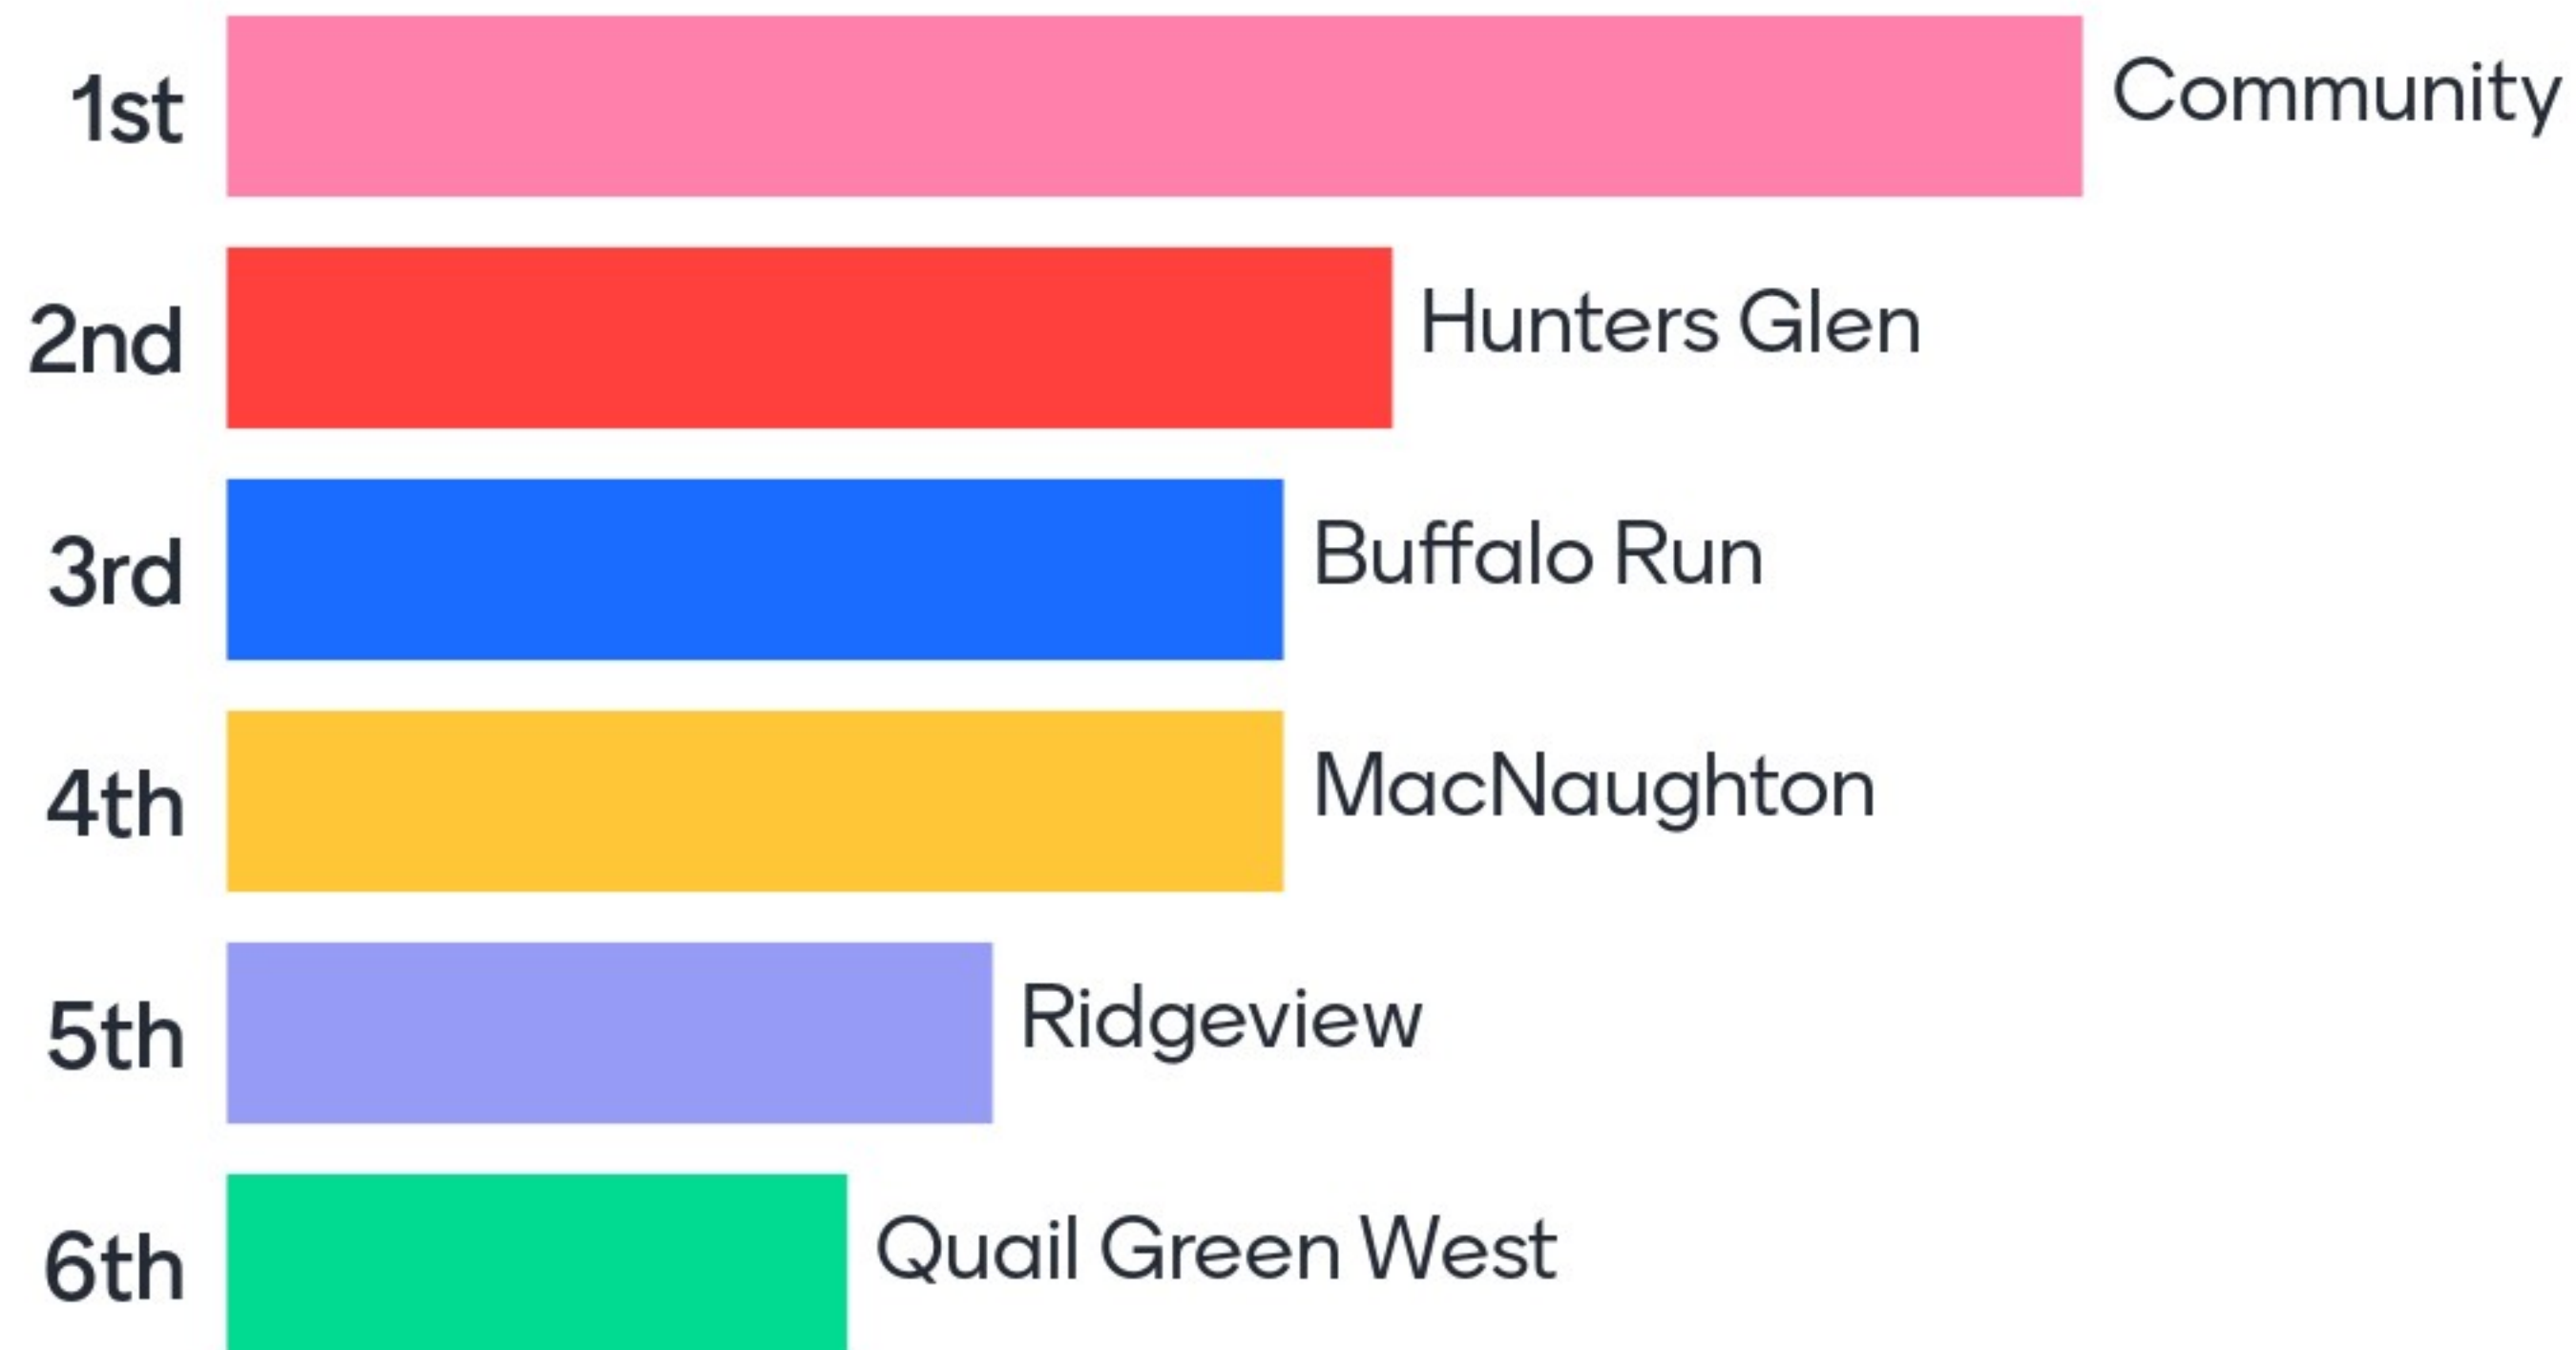 1st Community
2nd Hunters Glen
3rd Buffalo Run
4th MacNaughton
5th Ridgeview
6th Quail Green West